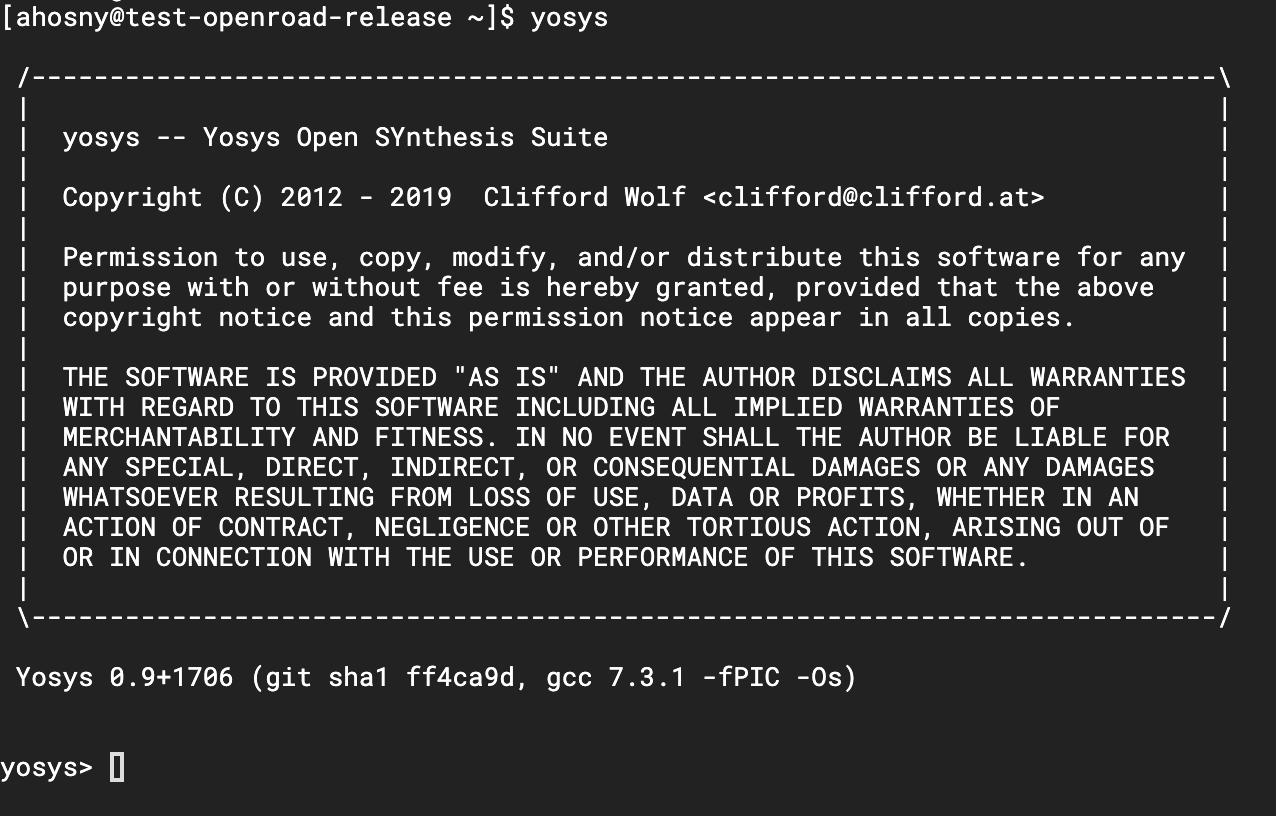 [ahosny@test-openroad-release ~]$ yosys
/----------------------------------------------------------------------------\
|                                                                            |
|  yosys -- Yosys Open SYnthesis Suite                                       |
|                                                                            |
|  Copyright (C) 2012 - 2019  Clifford Wolf <clifford@clifford.at>           |
|                                                                            |
|  Permission to use, copy, modify, and/or distribute this software for any  |
|  purpose with or without fee is hereby granted, provided that the above    |
|  copyright notice and this permission notice appear in all copies.         |
|                                                                            |
|  THE SOFTWARE IS PROVIDED "AS IS" AND THE AUTHOR DISCLAIMS ALL WARRANTIES  |
|  WITH REGARD TO THIS SOFTWARE INCLUDING ALL IMPLIED WARRANTIES OF          |
|  MERCHANTABILITY AND FITNESS. IN NO EVENT SHALL THE AUTHOR BE LIABLE FOR   |
|  ANY SPECIAL, DIRECT, INDIRECT, OR CONSEQUENTIAL DAMAGES OR ANY DAMAGES    |
|  WHATSOEVER RESULTING FROM LOSS OF USE, DATA OR PROFITS, WHETHER IN AN     |
|  ACTION OF CONTRACT, NEGLIGENCE OR OTHER TORTIOUS ACTION, ARISING OUT OF   |
|  OR IN CONNECTION WITH THE USE OR PERFORMANCE OF THIS SOFTWARE.            |
|                                                                            |
\----------------------------------------------------------------------------/
Yosys 0.9+1706 (git sha1 ff4ca9d, gcc 7.3.1 -fPIC -Os)
yosys>